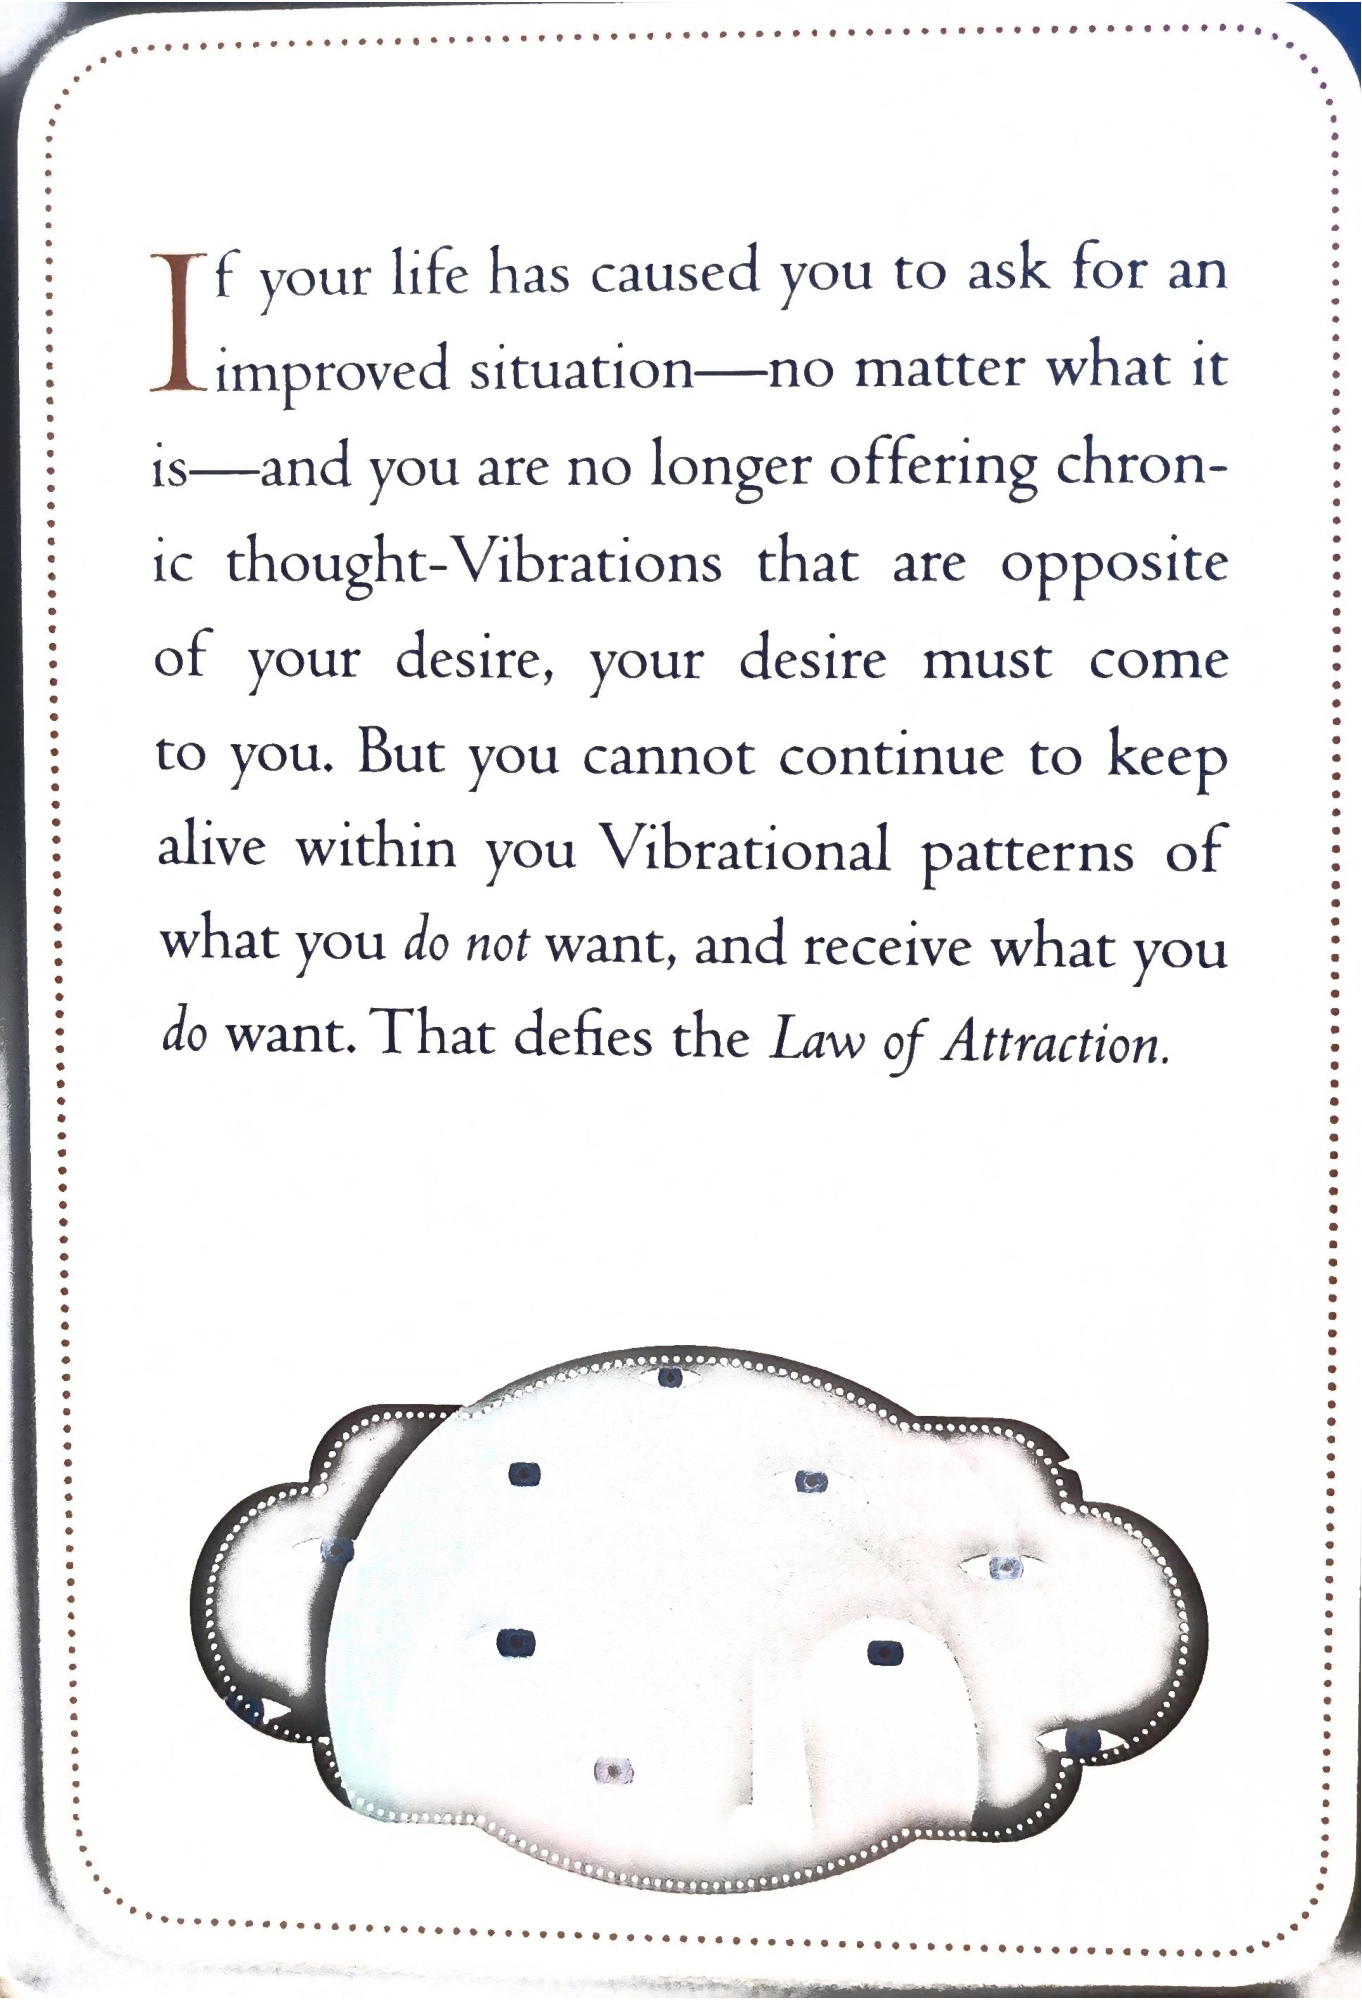 If your life has caused you to ask for an
improved situation—no matter what it
is—and you are no longer offering chron-
ic thought-Vibrations that are opposite
of your desire, your desire must come
to you. But you cannot continue to keep
alive within you Vibrational patterns of
what you do not want, and receive what you
do want. That defies the Law of Attraction.